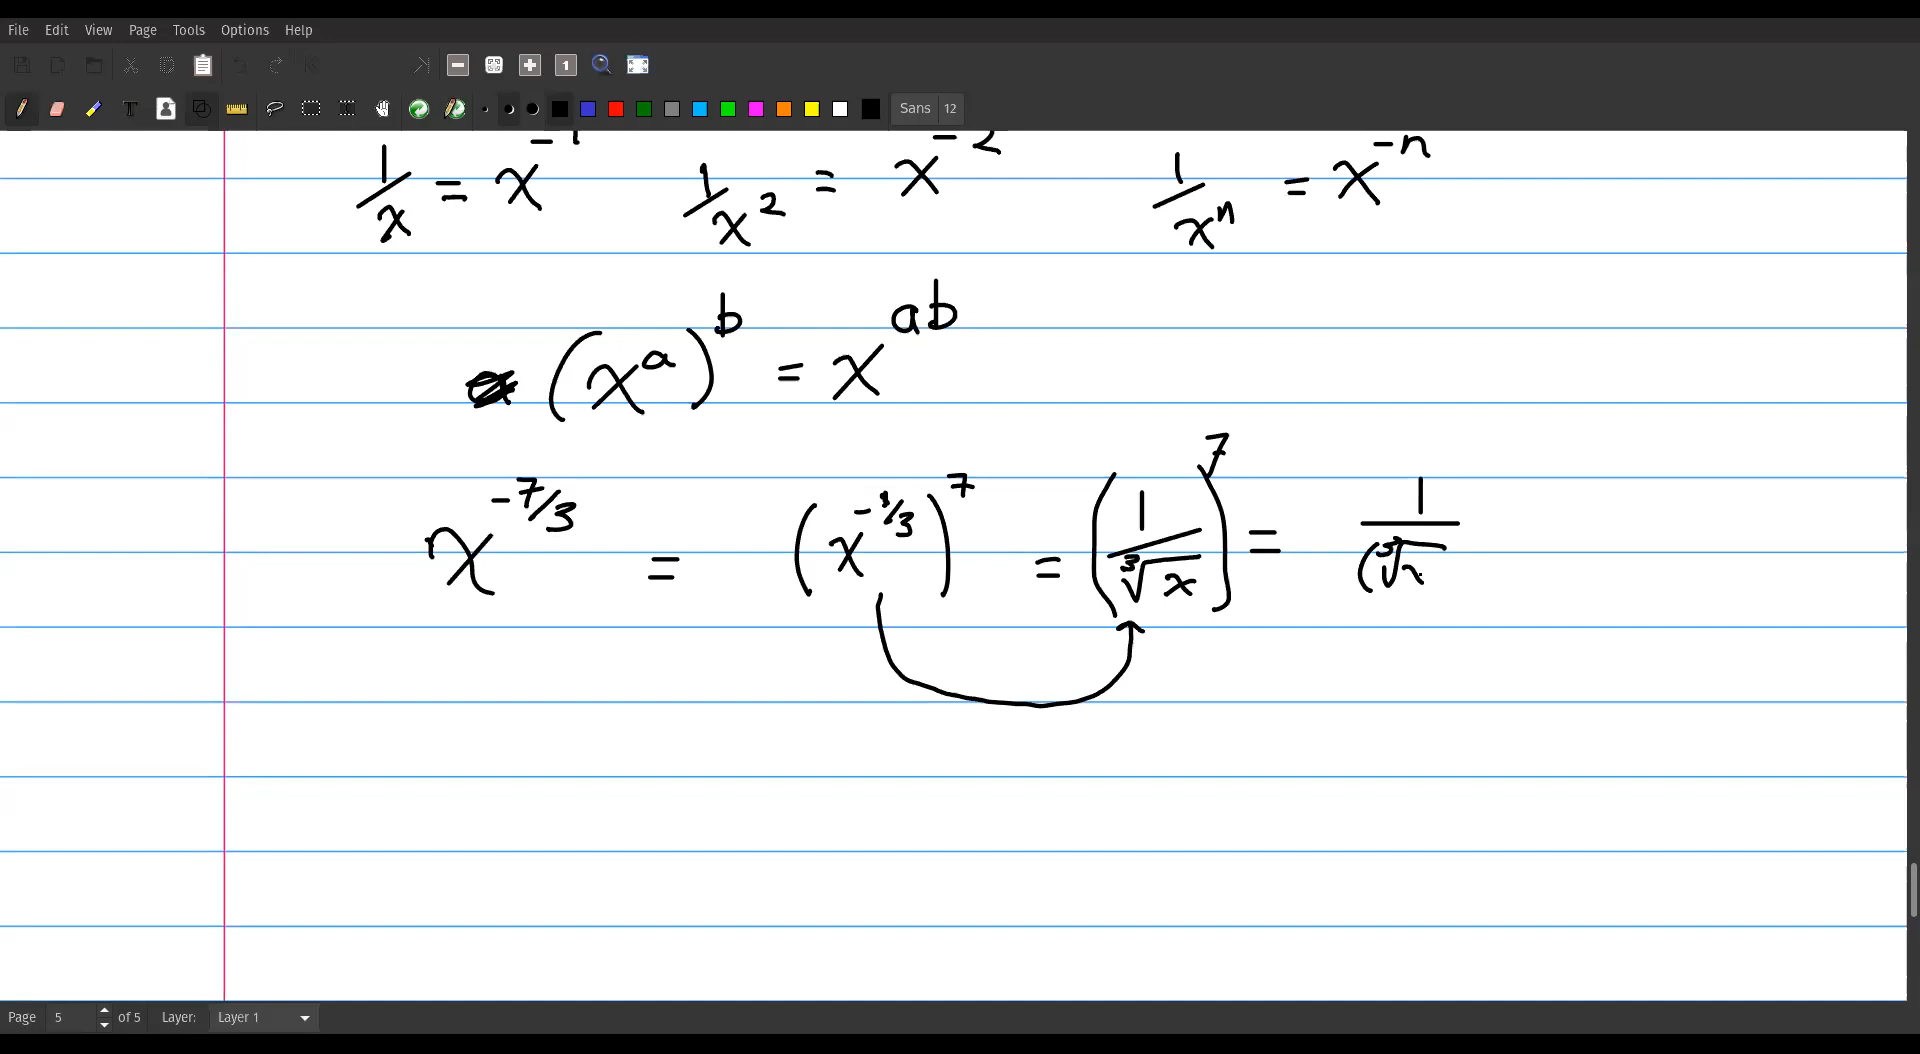 File Edit View Page Tools Options Help
1
Sans 12
1/x = x^-1    1/x^2 = x^-2    1/x^n = x^-n
(x^a)^b = x^ab
x^-7/3 = (x^-1/3)^7 = (1/∛x)^7 = 1/(∛x
Page 5 of 5 Layer: Layer 1